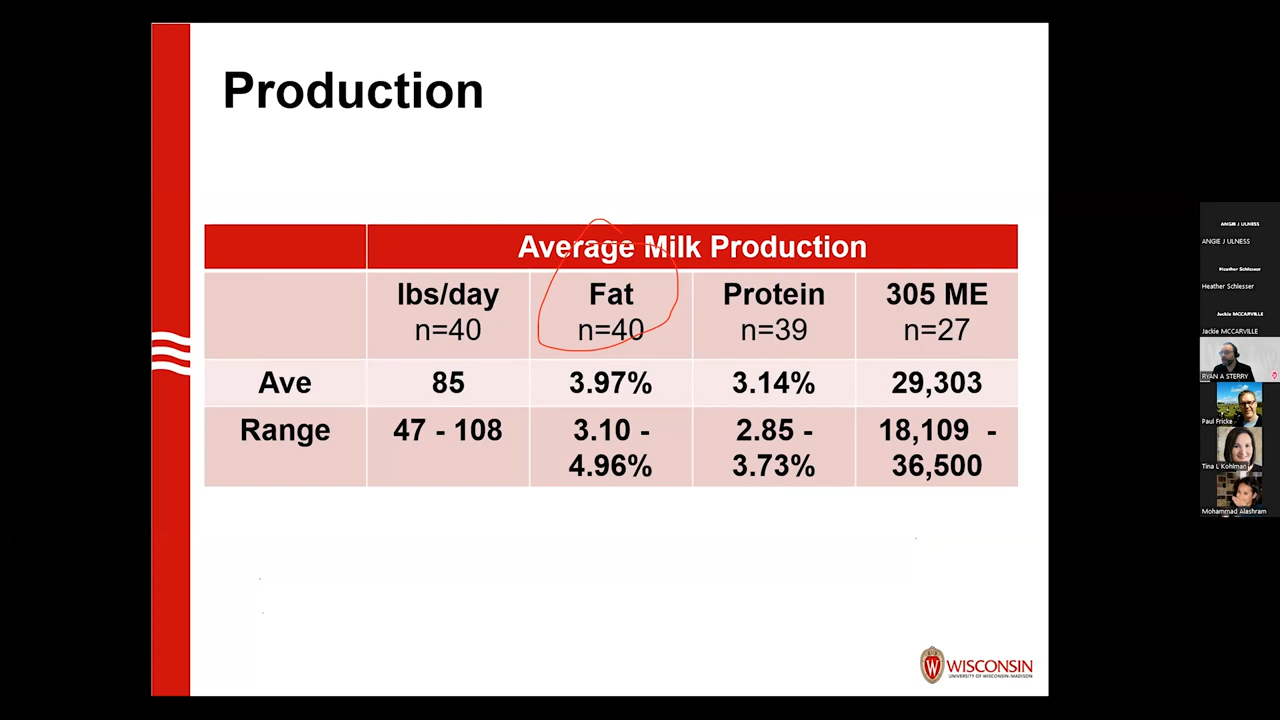 Production
Average Milk Production
lbs/day Fat Protein 305 ME
n=40 n=40 n=39 n=27
Ave 85 3.97% 3.14% 29,303
Range 47 - 108 3.10 - 2.85 - 18,109 -
4.96% 3.73% 36,500
W WISCONSIN
UNIVERSITY OF WISCONSIN-MADISON
ANGIE J ULNESS
ANGIE J ULNESS
Heather Schlesser
Heather Schlesser
Jackie MCCARVILLE
Jackie MCCARVILLE
RYAN A STERRY
Paul Fricke
Tina L Kohlman
Mohammad Alashram